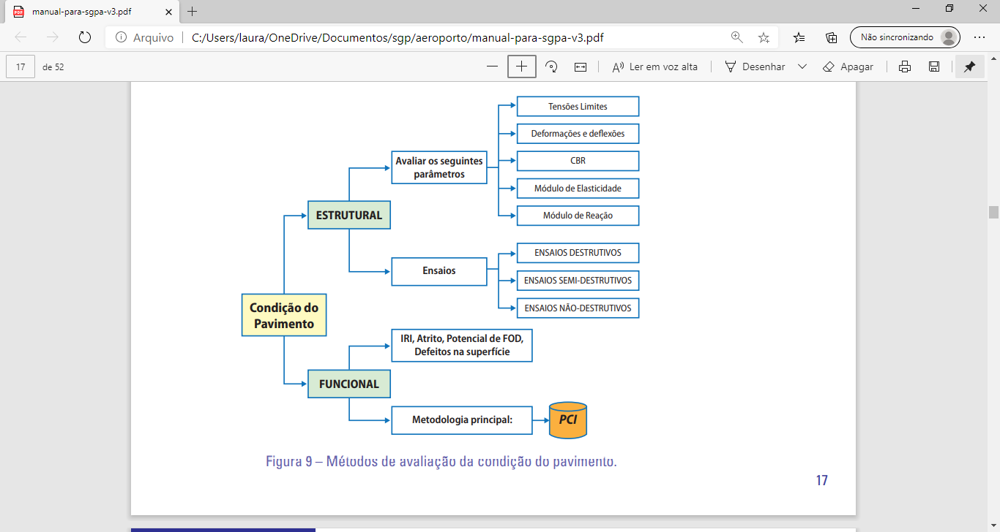 manual-para-sgpa-v3.pdf
Arquivo
C:/Users/laura/OneDrive/Documentos/sgp/aeroporto/manual-para-sgpa-v3.pdf
Não sincronizando
17
de 52
Ler em voz alta
Desenhar
Apagar
Tensões Limites
Deformações e deflexões
Avaliar os seguintes
parâmetros
CBR
Módulo de Elasticidade
ESTRUTURAL
Módulo de Reação
ENSAIOS DESTRUTIVOS
Ensaios
ENSAIOS SEMI-DESTRUTIVOS
ENSAIOS NÃO-DESTRUTIVOS
Condição do
Pavimento
IRI, Atrito, Potencial de FOD,
Defeitos na superfície
FUNCIONAL
Metodologia principal:
PCI
Figura 9 – Métodos de avaliação da condição do pavimento.
17